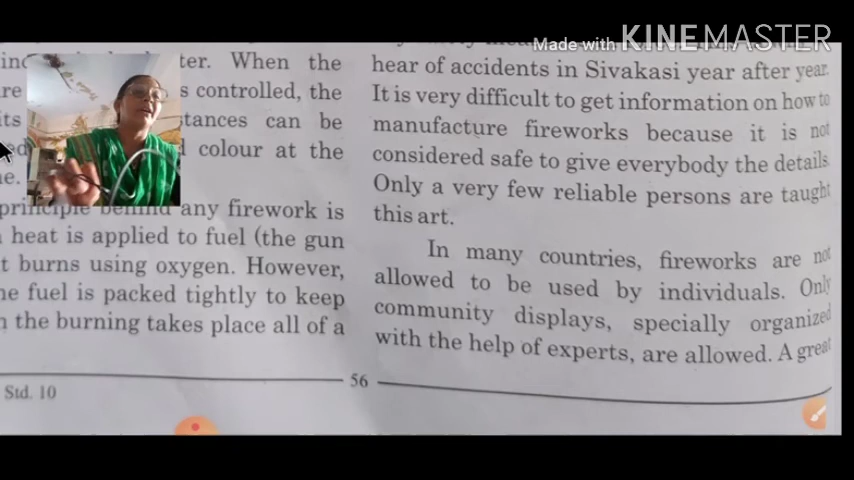 Made with KINEMASTER
ter. When the
s controlled, the
its
tances can be
colour at the
principle behind any firework is
heat is applied to fuel (the gun
t burns using oxygen. However,
fuel is packed tightly to keep
the burning takes place all of a
hear of accidents in Sivakasi year after year.
It is very difficult to get information on how to
manufacture fireworks because it is not
considered safe to give everybody the details.
Only a very few reliable persons are taught
this art.
In many countries, fireworks are not
allowed to be used by individuals. Only
community displays, specially organized
with the help of experts, are allowed. A great
Std. 10
56